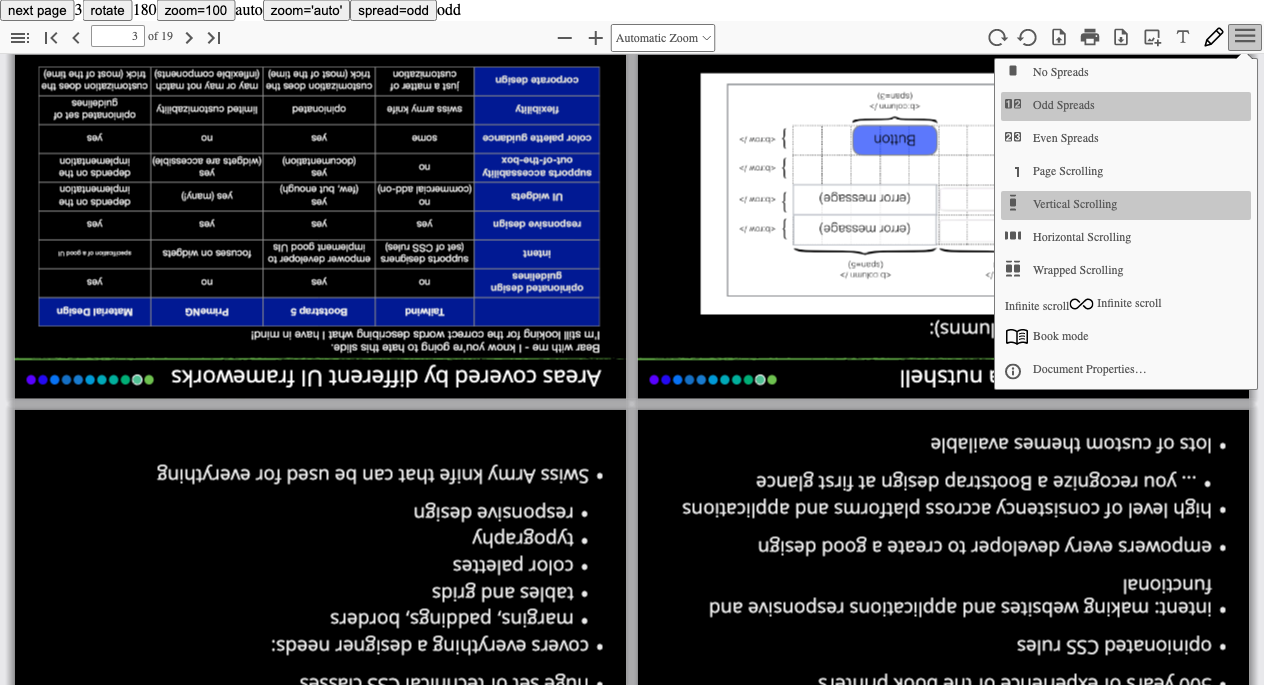 next page 3 rotate 180 zoom=100 auto zoom='auto' spread=odd odd
3 of 19 Automatic Zoom
No Spreads
Odd Spreads
Even Spreads
Page Scrolling
Vertical Scrolling
Horizontal Scrolling
Wrapped Scrolling
Infinite scroll Infinite scroll
Book mode
Document Properties…
Areas covered by different UI frameworks
Bear with me - I know you're going to hate this slide.
I'm still looking for the correct words describing what I have in mind!
Tailwind Bootstrap 5 PrimeNG Material Design
opinionated design guidelines no yes no yes
intent supports designers (set of CSS rules) empower developer to implement good UIs focuses on widgets specification of a good UI
responsive design yes yes yes yes
UI widgets no (commercial add-on) yes (few, but enough) yes (many!) depends on the implementation
supports accessability out-of-the-box no yes (documentation) yes (widgets are accessible) depends on the implementation
color palette guidance some yes no yes
flexibility swiss army knife opinionated limited customizability opinionated set of guidelines
corporate design just a matter of customization customization does the trick (most of the time) may or may not match (inflexible components) customization does the trick (most of the time)
a nutshell
lumns):
<b-column />
(span=5)
(error message) <b-row />
(error message) <b-row />
<b-row />
Button <b-row />
<b-column />
(span=3)
• huge set of technical CSS classes
• covers everything a designer needs:
• margins, paddings, borders
• tables and grids
• color palettes
• typography
• responsive design
• Swiss Army knife that can be used for everything
• 500 years of experience of the book printers
• opinionated CSS rules
• intent: making websites and applications responsive and
functional
• empowers every developer to create a good design
• high level of consistency accross platforms and applications
• ... you recognize a Bootstrap design at first glance
• lots of custom themes available